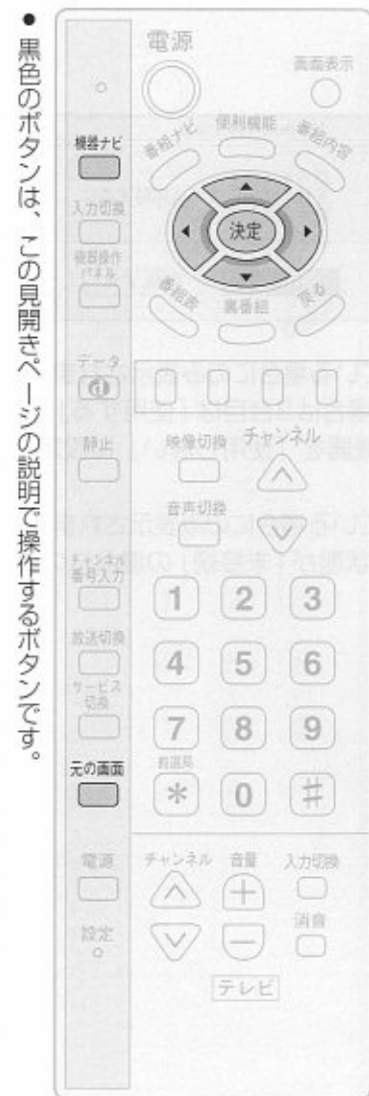 ● 黒色のボタンは、この見開きページの説明で操作するボタンです。
電源
画面表示
機器ナビ
番組ナビ
便利機能
番組内容
入力切換
決定
機器操作
パネル
番組表
裏番組
戻る
データ
d
静止
映像切換
チャンネル
音声切換
チャンネル
番号入力
1 2 3
放送切換
4 5 6
サービス
切換
7 8 9
元の画面
前選局
* 0 #
電源
チャンネル
音量
入力切換
+
消音
設定
−
テレビ